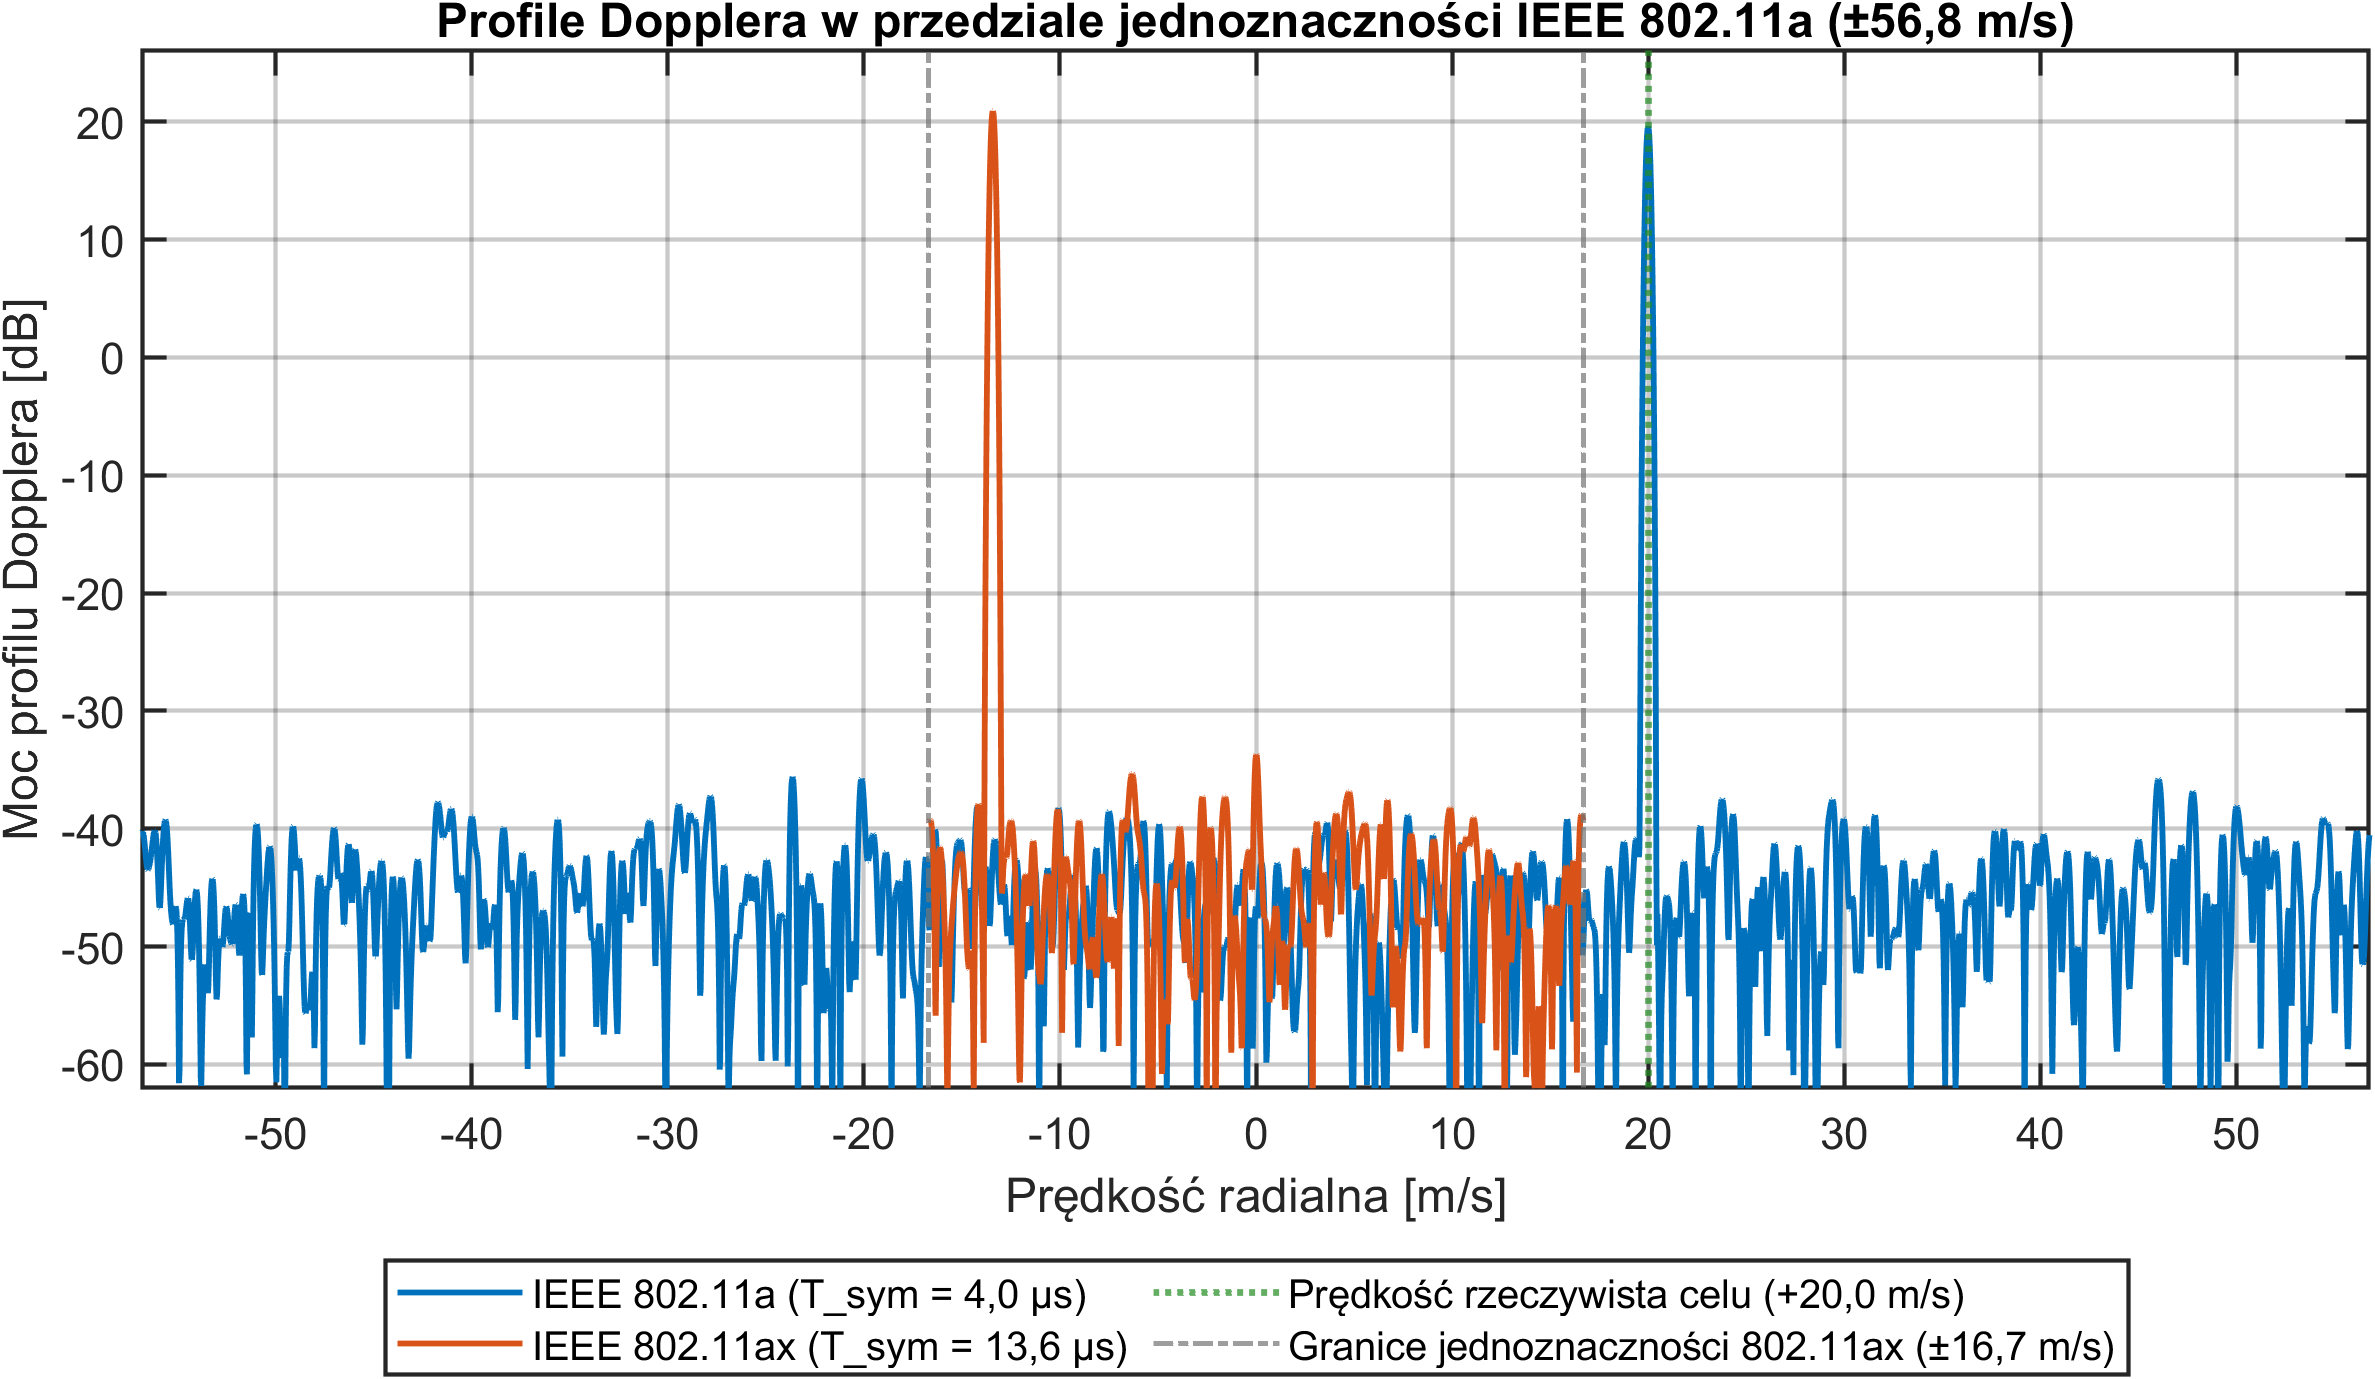 Profile Dopplera w przedziale jednoznaczności IEEE 802.11a (±56,8 m/s)
Moc profilu Dopplera [dB]
20
10
0
-10
-20
-30
-40
-50
-60
-50 -40 -30 -20 -10 0 10 20 30 40 50
Prędkość radialna [m/s]
IEEE 802.11a (T_sym = 4,0 µs)
IEEE 802.11ax (T_sym = 13,6 µs)
Prędkość rzeczywista celu (+20,0 m/s)
Granice jednoznaczności 802.11ax (±16,7 m/s)